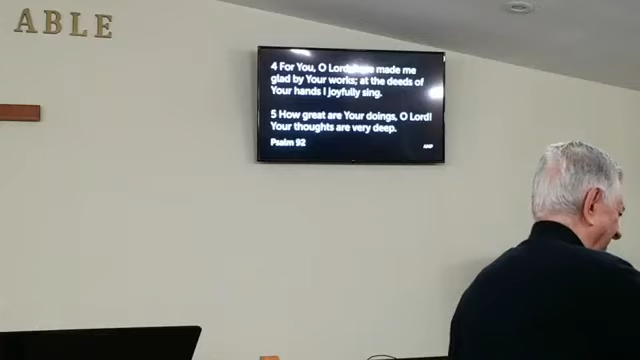 ABLE
4 For You, O Lord, made me
glad by Your works; at the deeds of
Your hands I joyfully sing.
5 How great are Your doings, O Lord!
Your thoughts are very deep.
Psalm 92
AMP